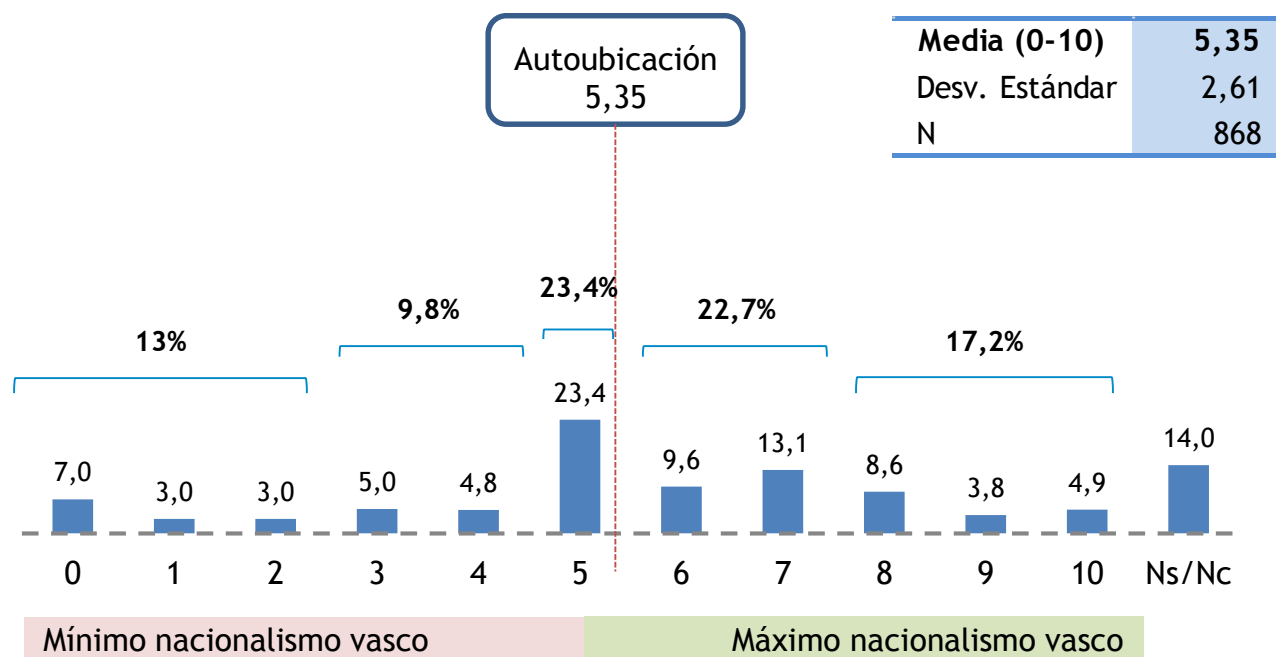 Autoubicación
5,35
Media (0-10) 5,35
Desv. Estándar 2,61
N 868
23,4%
9,8% 22,7%
13% 17,2%
23,4
7,0 3,0 3,0 5,0 4,8 9,6 13,1 8,6 3,8 4,9 14,0
0 1 2 3 4 5 6 7 8 9 10 Ns/Nc
Mínimo nacionalismo vasco Máximo nacionalismo vasco